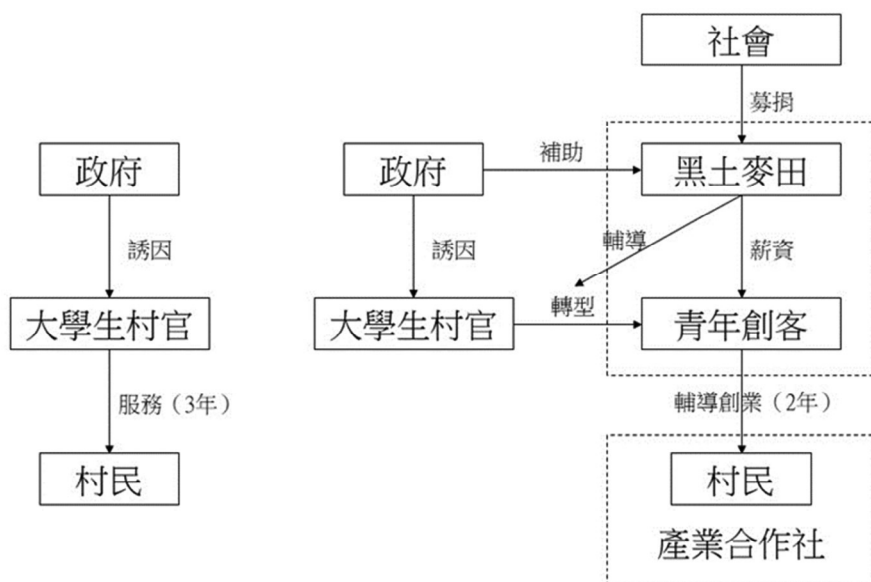 社會
募捐
政府
政府
補助
黑土麥田
誘因
誘因
輔導
薪資
大學生村官
大學生村官
轉型
青年創客
服務（3年）
輔導創業（2年）
村民
村民
產業合作社